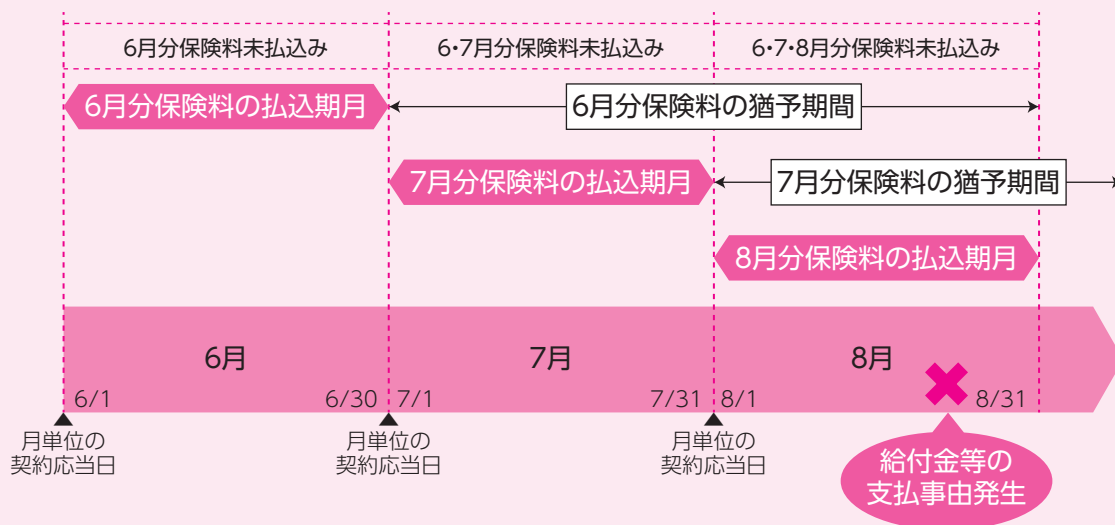 6月分保険料未払込み
6・7月分保険料未払込み
6・7・8月分保険料未払込み
6月分保険料の払込期月
6月分保険料の猶予期間
7月分保険料の払込期月
7月分保険料の猶予期間
8月分保険料の払込期月
6月
7月
8月
6/1
6/30
7/1
7/31
8/1
8/31
月単位の
契約応当日
月単位の
契約応当日
月単位の
契約応当日
給付金等の
支払事由発生